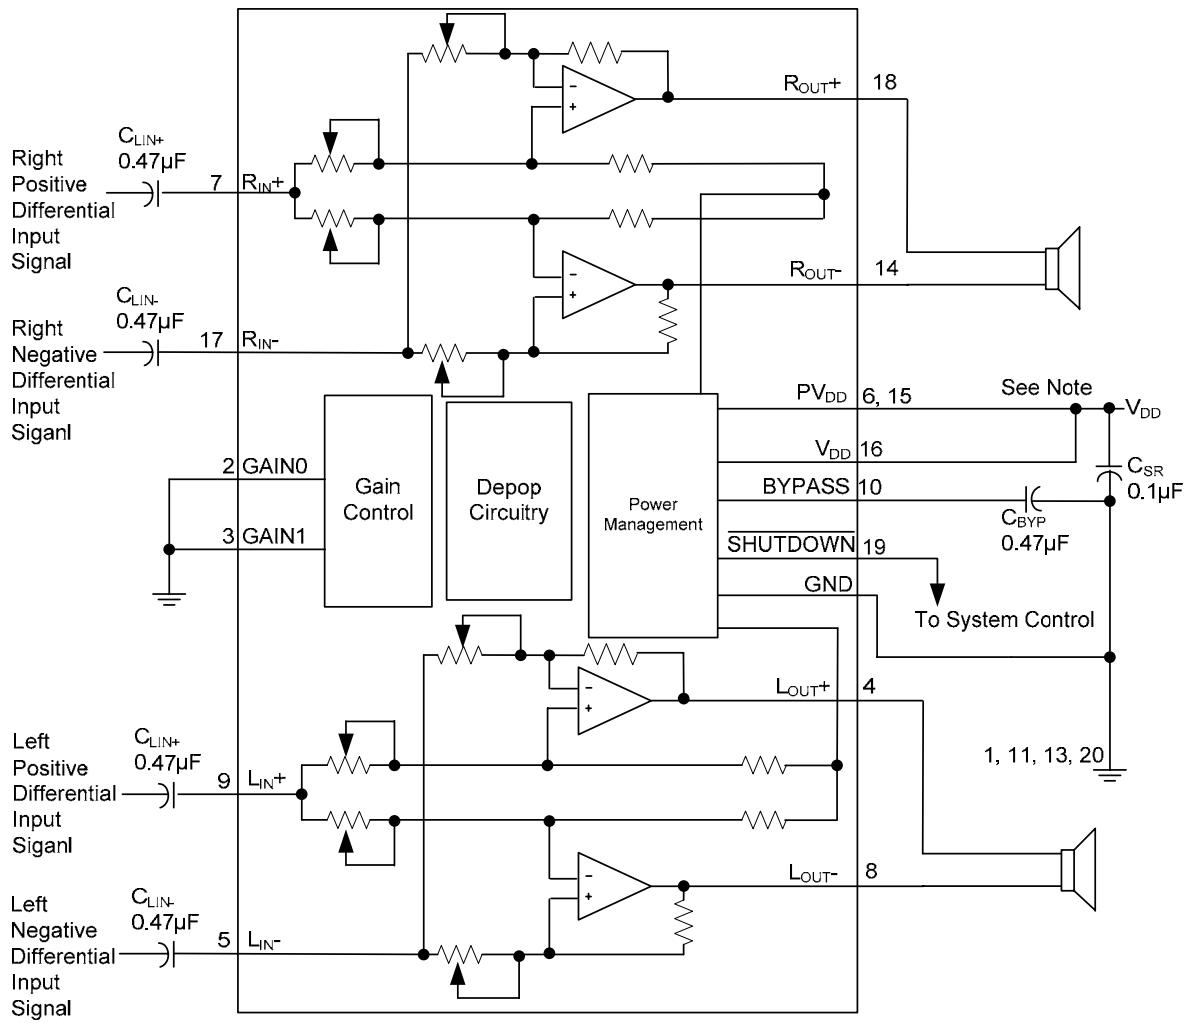 ROUT+ 18
CLIN+
0.47µF
Right
Positive
Differential
Input
Signal
7 RIN+
−
+
ROUT- 14
−
+
CLIN-
0.47µF
Right
Negative
Differential
Input
Siganl
17 RIN-
PVDD 6, 15
See Note
VDD
VDD 16
CSR
0.1µF
2 GAIN0
Gain
Control
Depop
Circuitry
Power
Management
BYPASS 10
CBYP
0.47µF
3 GAIN1
SHUTDOWN 19
GND
To System Control
−
+
LOUT+ 4
1, 11, 13, 20
CLIN+
0.47µF
Left
Positive
Differential
Input
Siganl
9 LIN+
−
+
LOUT- 8
CLIN-
0.47µF
Left
Negative
Differential
Input
Signal
5 LIN-